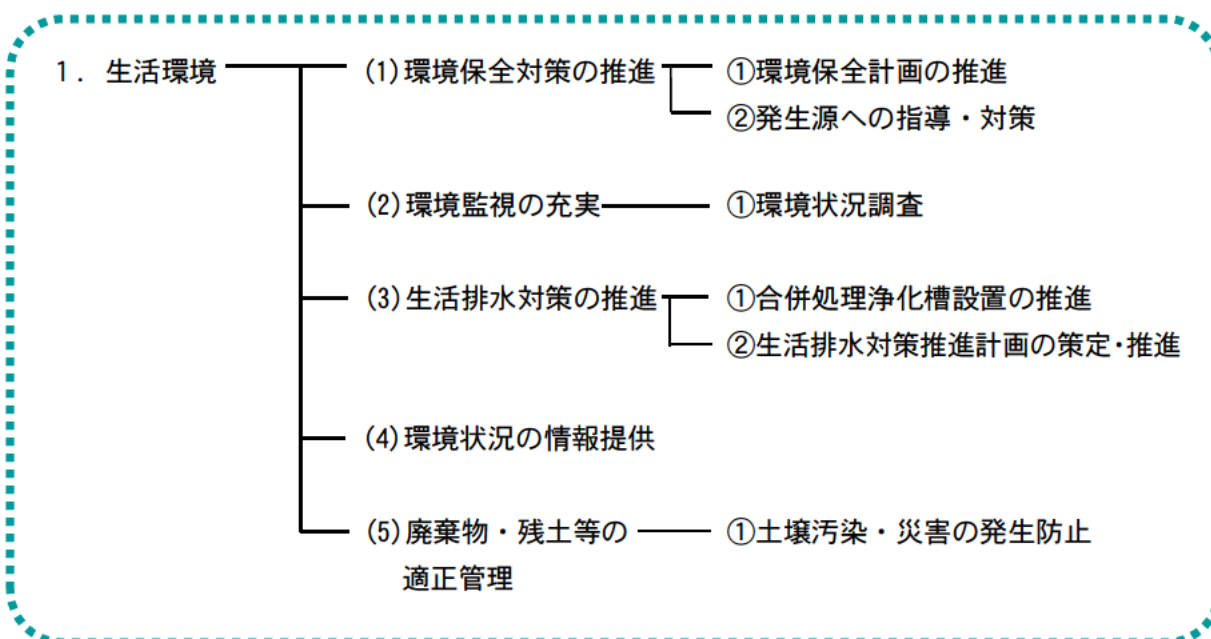 １. 生活環境 (1)環境保全対策の推進 ①環境保全計画の推進
②発生源への指導・対策
(2)環境監視の充実 ①環境状況調査
(3)生活排水対策の推進 ①合併処理浄化槽設置の推進
②生活排水対策推進計画の策定・推進
(4)環境状況の情報提供
(5)廃棄物・残土等の ①土壌汚染・災害の発生防止
適正管理